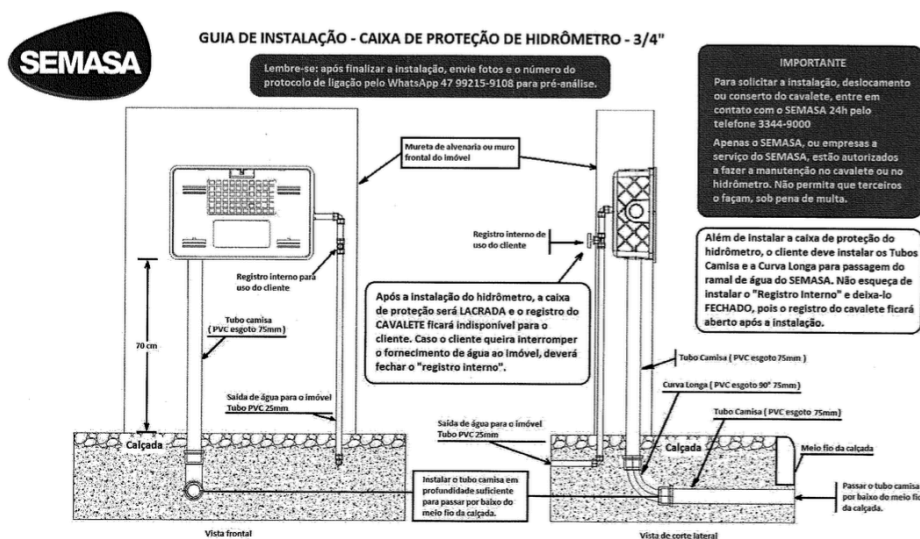 SEMASA
GUIA DE INSTALAÇÃO - CAIXA DE PROTEÇÃO DE HIDRÔMETRO - 3/4"
Lembre-se: após finalizar a instalação, envie fotos e o número do
protocolo de ligação pelo WhatsApp 47 99215-9108 para pré-análise.
IMPORTANTE
Para solicitar a instalação, deslocamento
ou conserto do cavalete, entre em
contato com o SEMASA 24h pelo
telefone 3344-9000
Apenas o SEMASA, ou empresas a
serviço do SEMASA, estão autorizados
a fazer a manutenção no cavalete ou no
hidrômetro. Não permita que terceiros
o façam, sob pena de multa.
Mureta de alvenaria ou muro
frontal do imóvel
Registro interno de
uso do cliente
Registro interno para
uso do cliente
Além de instalar a caixa de proteção do
hidrômetro, o cliente deve instalar os Tubos
Camisa e a Curva Longa para passagem do
ramal de água do SEMASA. Não esqueça de
instalar o "Registro Interno" e deixa-lo
FECHADO, pois o registro do cavalete ficará
aberto após a instalação.
Após a instalação do hidrômetro, a caixa
de proteção será LACRADA e o registro do
CAVALETE ficará indisponível para o
cliente. Caso o cliente queira interromper
o fornecimento de água ao imóvel, deverá
fechar o "registro interno".
Tubo camisa
( PVC esgoto 75mm)
70 cm
Tubo Camisa ( PVC esgoto 75mm )
Curva Longa ( PVC esgoto 90° 75mm)
Tubo Camisa ( PVC esgoto 75mm)
Saída de água para o imóvel
Tubo PVC 25mm
Saída de água para o imóvel
Tubo PVC 25mm
Calçada
Calçada
Meio fio da calçada
Instalar o tubo camisa em
profundidade suficiente
para passar por baixo do
meio fio da calçada.
Passar o tubo camisa
por baixo do meio fio
da calçada.
Vista frontal
Vista de corte lateral